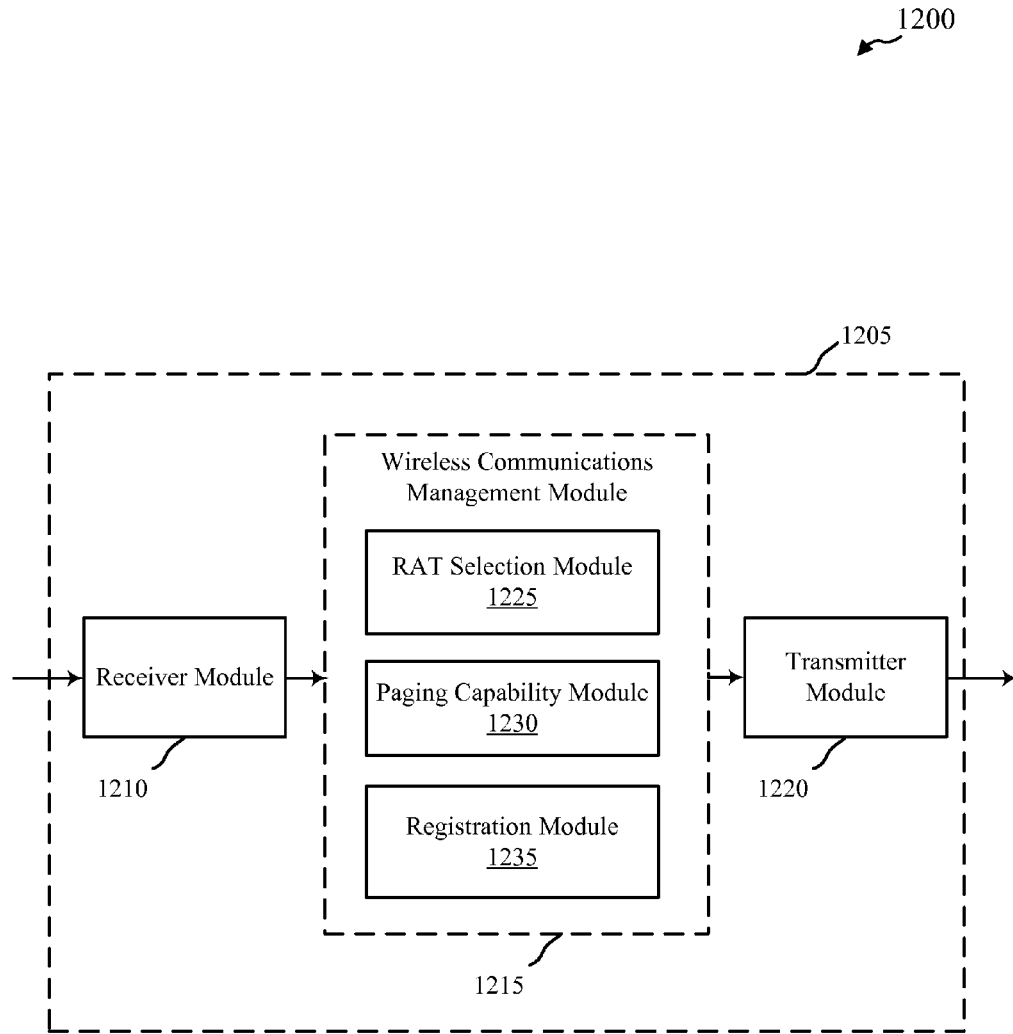 1200
1205
Wireless Communications
Management Module
RAT Selection Module
1225
Receiver Module
Paging Capability Module
1230
Transmitter
Module
1210
1220
Registration Module
1235
1215